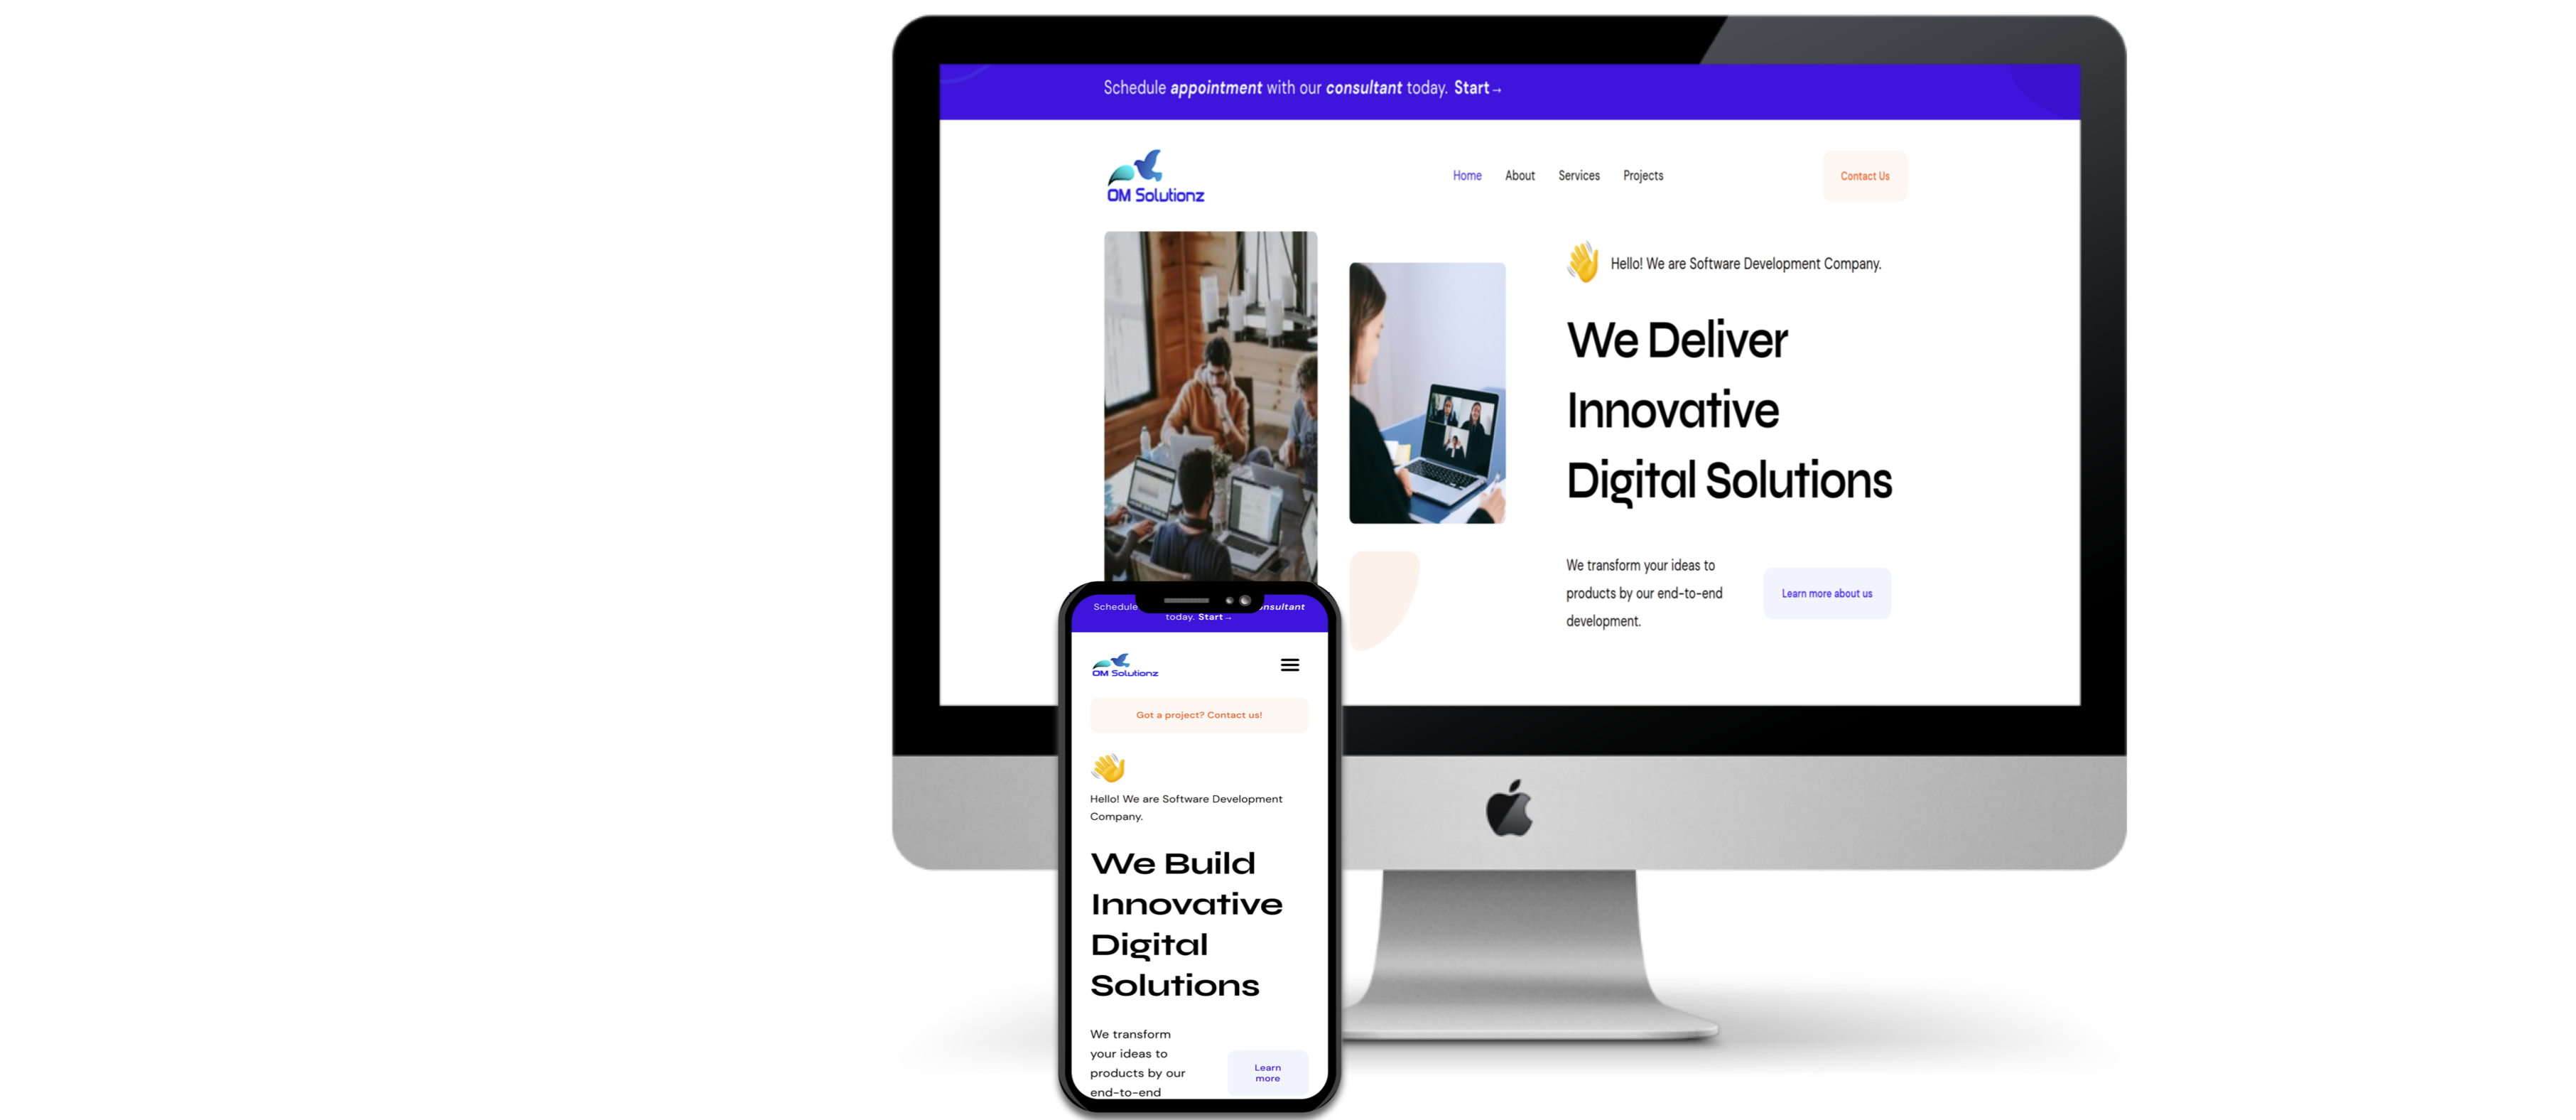 Schedule appointment with our consultant today. Start→
OM Solutionz
Home About Services Projects
Contact Us
Hello! We are Software Development Company.
We Deliver
Innovative
Digital Solutions
We transform your ideas to
products by our end-to-end
development.
Learn more about us
Schedule
onsultant
today. Start→
OM Solutionz
Got a project? Contact us!
Hello! We are Software Development
Company.
We Build
Innovative
Digital
Solutions
We transform
your ideas to
products by our
end-to-end
Learn
more